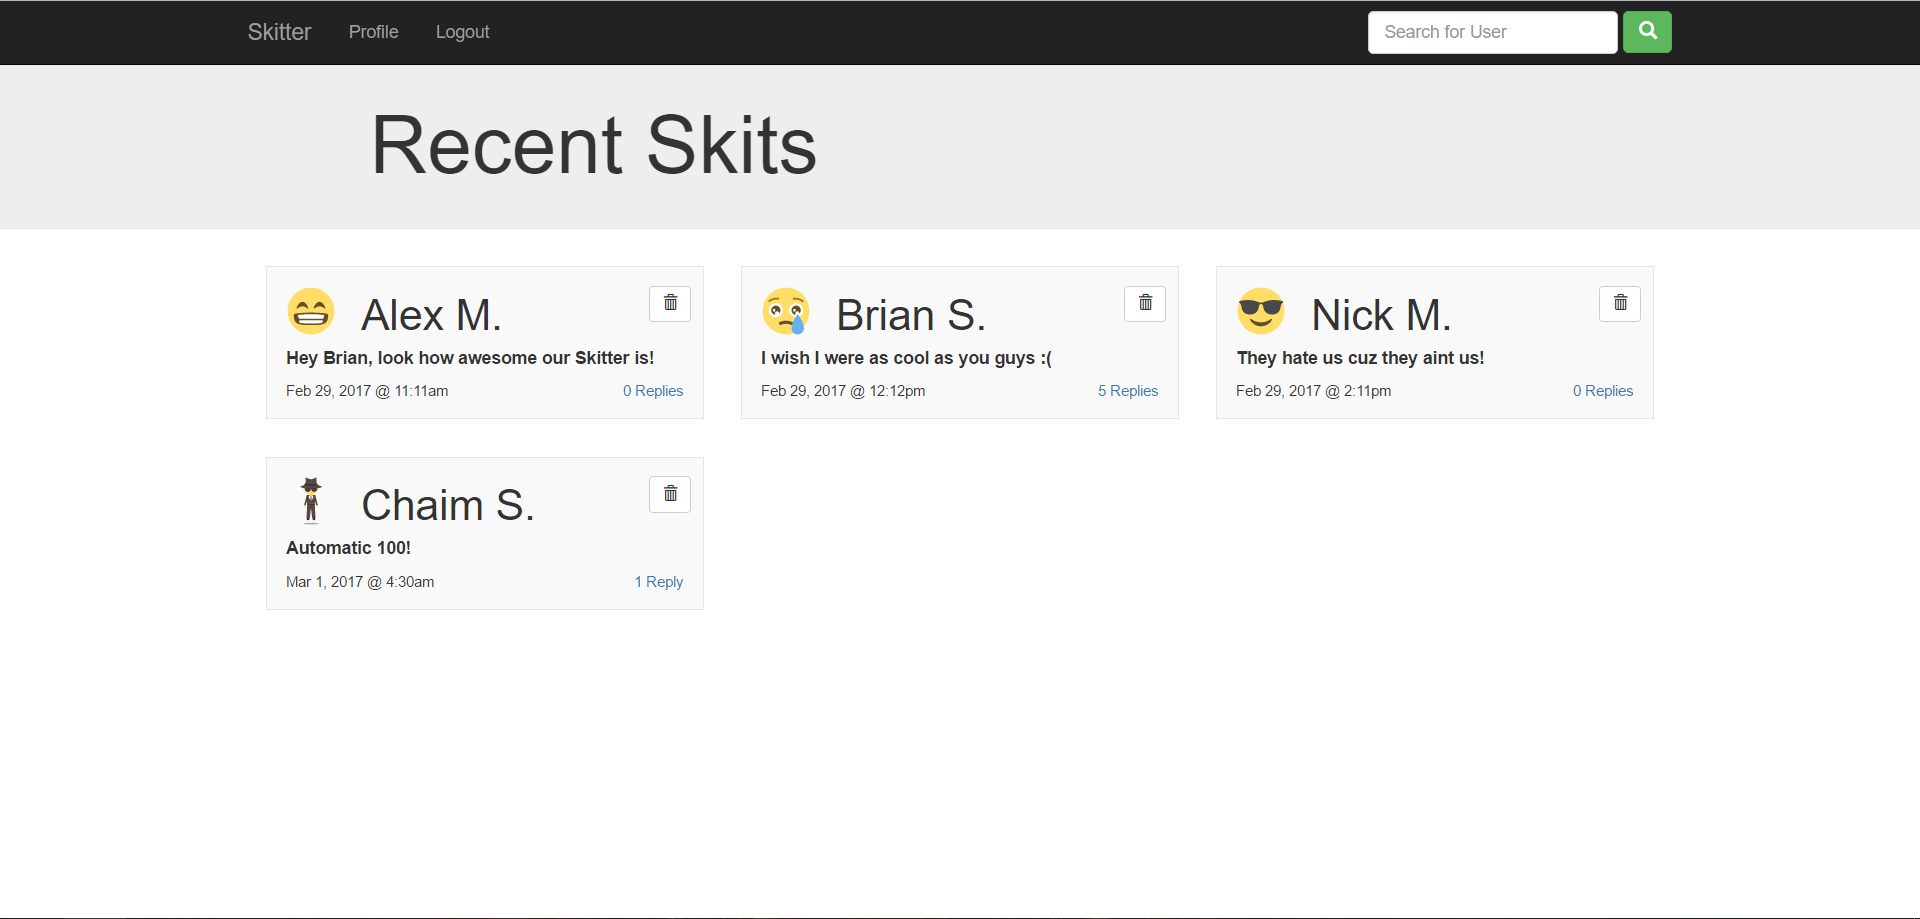 Skitter Profile Logout Search for User
Recent Skits
Alex M.
Hey Brian, look how awesome our Skitter is!
Feb 29, 2017 @ 11:11am 0 Replies
Brian S.
I wish I were as cool as you guys :(
Feb 29, 2017 @ 12:12pm 5 Replies
Nick M.
They hate us cuz they aint us!
Feb 29, 2017 @ 2:11pm 0 Replies
Chaim S.
Automatic 100!
Mar 1, 2017 @ 4:30am 1 Reply